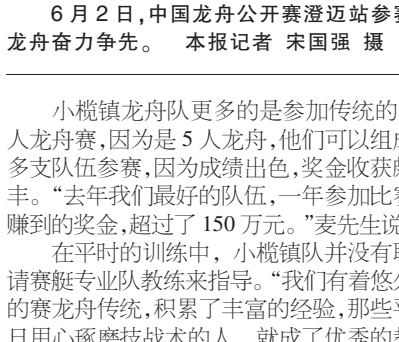 6月2日，中国龙舟公开赛澄迈站参
龙舟奋力争先。 本报记者 宋国强 摄
小榄镇龙舟队更多的是参加传统的
人龙舟赛，因为是5人龙舟，他们可以组
多支队伍参赛，因为成绩出色，奖金收获
丰。“去年我们最好的队伍，一年参加比
赚到的奖金，超过了150万元。”麦先生说
在平时的训练中，小榄镇队并没有
请赛艇专业队教练来指导。“我们有着悠
的赛龙舟传统，积累了丰富的经验，那些
日用心琢磨技战术的人，就成了优秀的